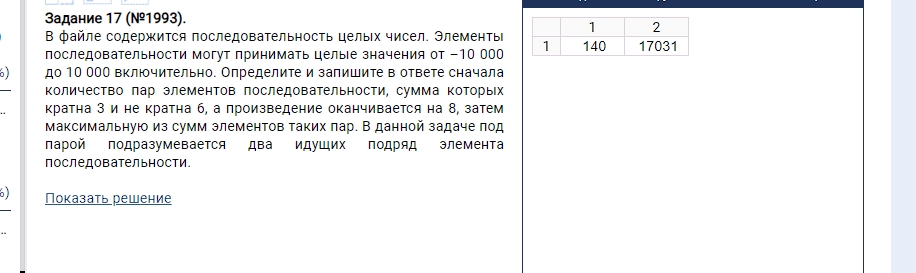 Задание 17 (№1993).
В файле содержится последовательность целых чисел. Элементы
последовательности могут принимать целые значения от −10 000
до 10 000 включительно. Определите и запишите в ответе сначала
количество пар элементов последовательности, сумма которых
кратна 3 и не кратна 6, а произведение оканчивается на 8, затем
максимальную из сумм элементов таких пар. В данной задаче под
парой подразумевается два идущих подряд элемента
последовательности.
Показать решение
1 2
1 140 17031
%)
...
%)
...